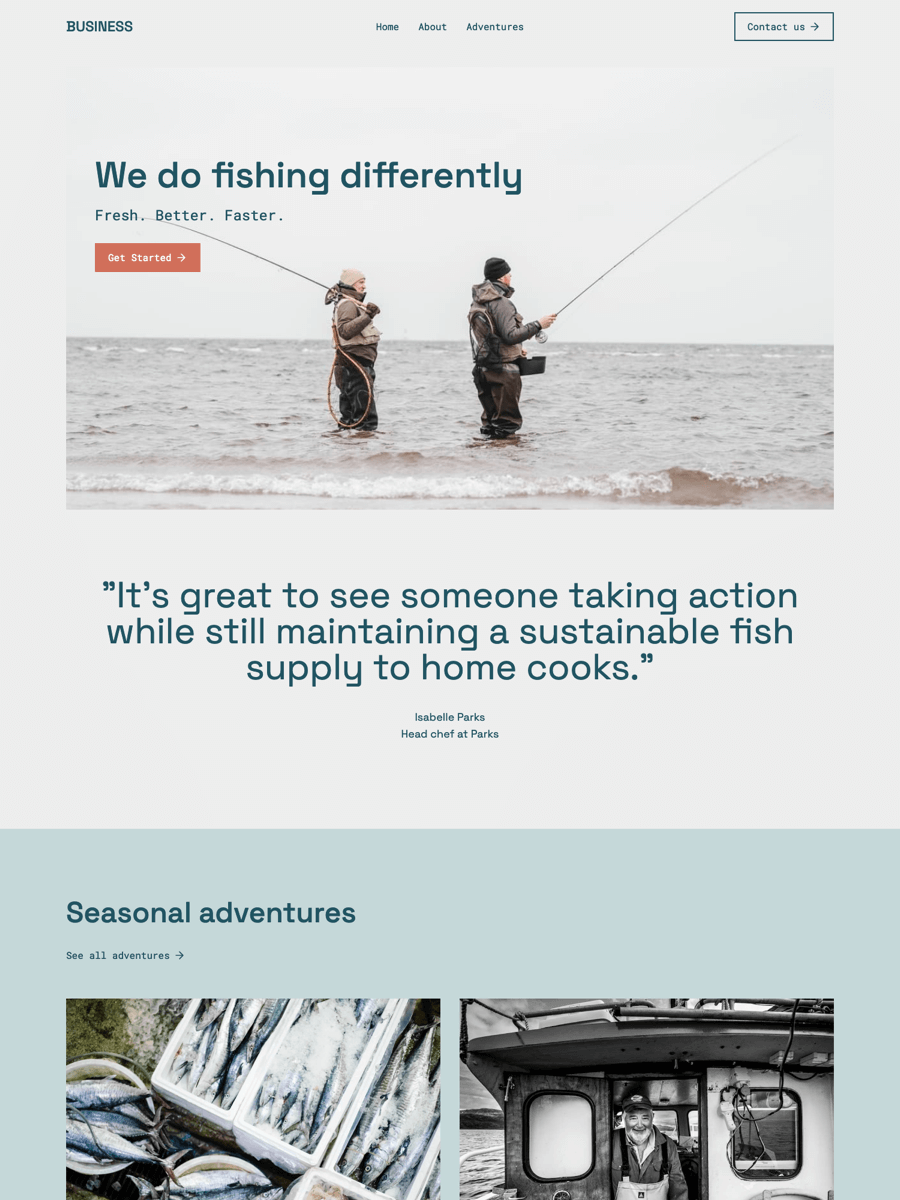 BUSINESS
Home About Adventures
Contact us →
We do fishing differently
Fresh. Better. Faster.
Get Started →
”It’s great to see someone taking action
while still maintaining a sustainable fish
supply to home cooks.”
Isabelle Parks
Head chef at Parks
Seasonal adventures
See all adventures →